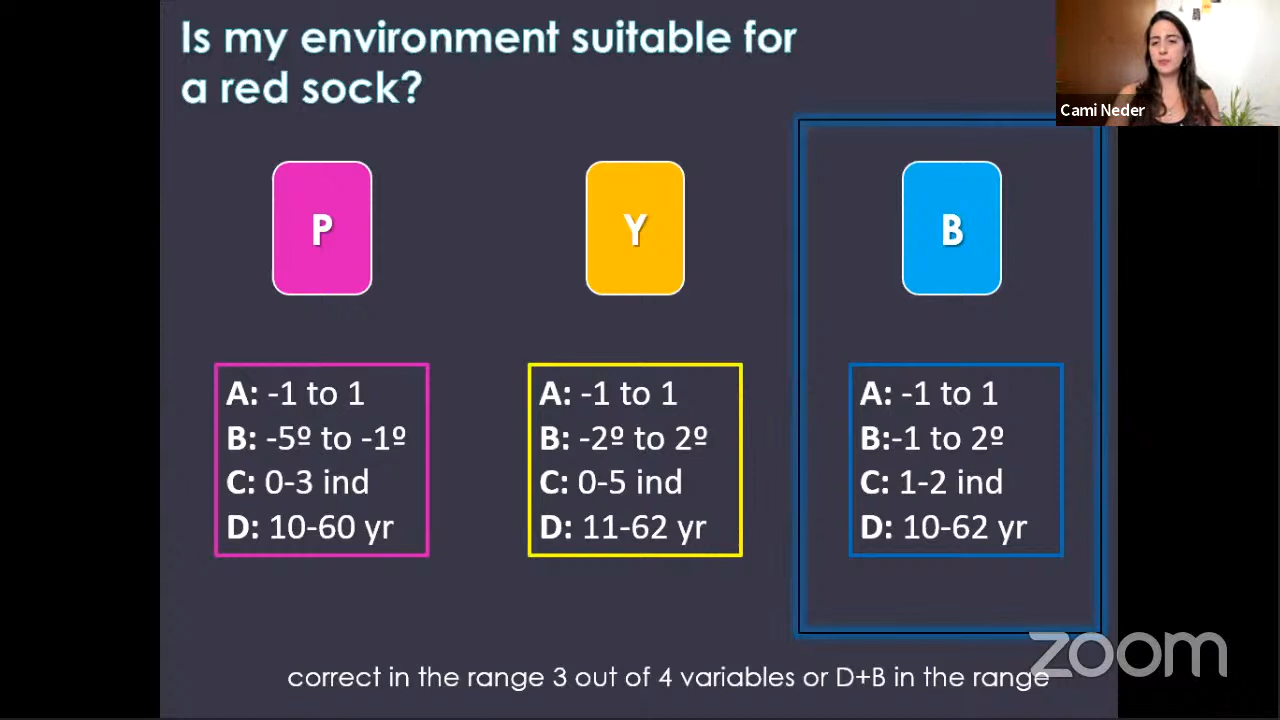 Is my environment suitable for
a red sock?
Cami Neder
P
Y
B
A: -1 to 1
B: -5º to -1º
C: 0-3 ind
D: 10-60 yr
A: -1 to 1
B: -2º to 2º
C: 0-5 ind
D: 11-62 yr
A: -1 to 1
B:-1 to 2º
C: 1-2 ind
D: 10-62 yr
correct in the range 3 out of 4 variables or D+B in the range
zoom